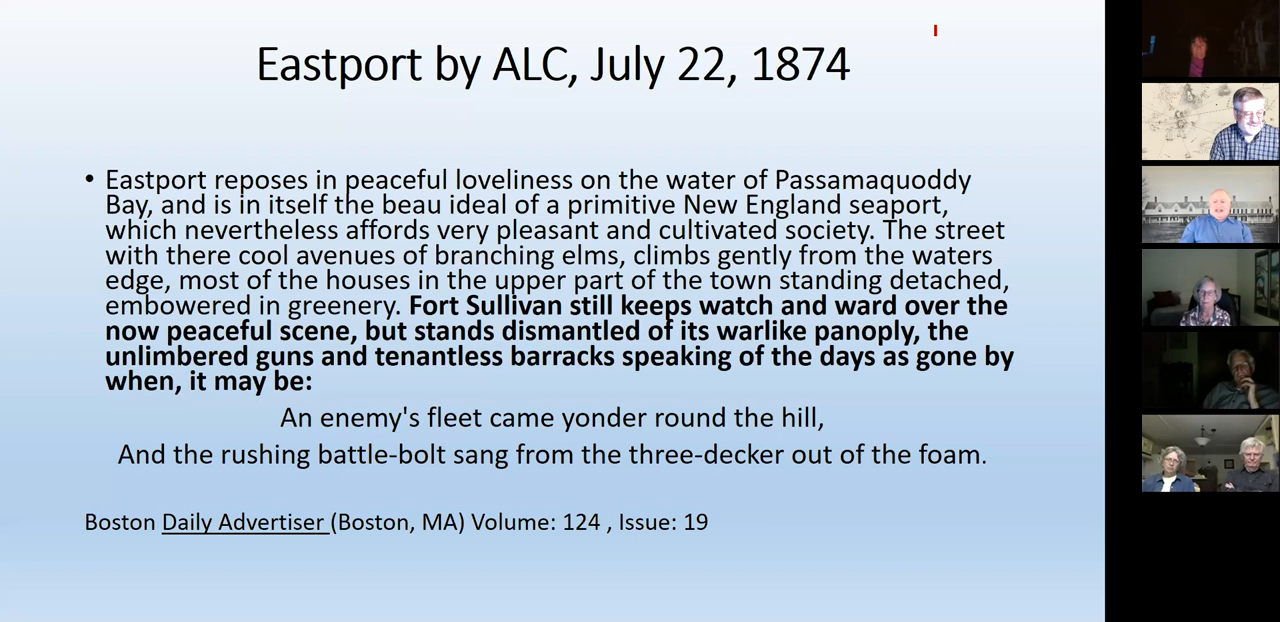 Eastport by ALC, July 22, 1874
• Eastport reposes in peaceful loveliness on the water of Passamaquoddy
Bay, and is in itself the beau ideal of a primitive New England seaport,
which nevertheless affords very pleasant and cultivated society. The street
with there cool avenues of branching elms, climbs gently from the waters
edge, most of the houses in the upper part of the town standing detached,
embowered in greenery. Fort Sullivan still keeps watch and ward over the
now peaceful scene, but stands dismantled of its warlike panoply, the
unlimbered guns and tenantless barracks speaking of the days as gone by
when, it may be:
An enemy's fleet came yonder round the hill,
And the rushing battle-bolt sang from the three-decker out of the foam.
Boston Daily Advertiser (Boston, MA) Volume: 124 , Issue: 19